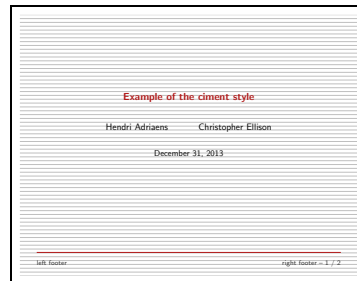 Example of the ciment style
Hendri Adriaens Christopher Ellison
December 31, 2013
left footer right footer – 1 / 2